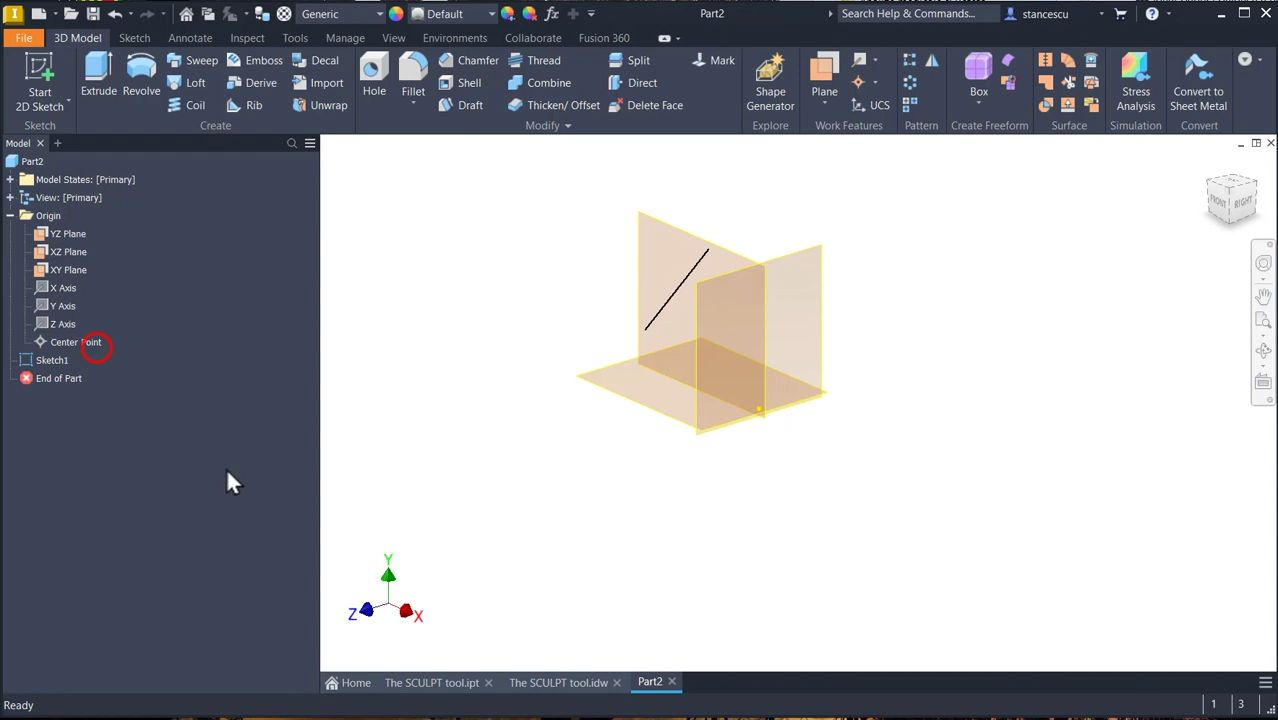 Generic
Default
Part2
Search Help & Commands...
stancescu
File
3D Model
Sketch
Annotate
Inspect
Tools
Manage
View
Environments
Collaborate
Fusion 360
Start
2D Sketch
Extrude
Revolve
Sweep
Loft
Coil
Emboss
Derive
Rib
Decal
Import
Unwrap
Hole
Fillet
Chamfer
Shell
Draft
Thread
Combine
Thicken/ Offset
Split
Direct
Delete Face
Mark
Shape
Generator
Plane
UCS
Box
Stress
Analysis
Convert to
Sheet Metal
Sketch
Create
Modify
Explore
Work Features
Pattern
Create Freeform
Surface
Simulation
Convert
Model
Part2
Model States: [Primary]
View: [Primary]
Origin
YZ Plane
XZ Plane
XY Plane
X Axis
Y Axis
Z Axis
Center Point
Sketch1
End of Part
FRONT
RIGHT
Y
Z
X
Home
The SCULPT tool.ipt
The SCULPT tool.idw
Part2
Ready
1
3